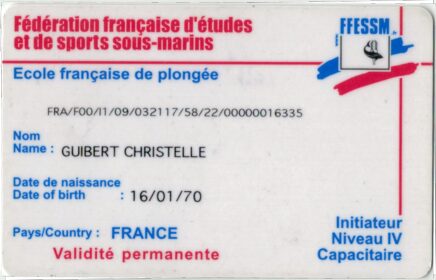 Fédération française d'études
et de sports sous-marins
FFESSM
Ecole française de plongée
FRA/F00/I1/09/032117/58/22/00000016335
Nom
Name : GUIBERT CHRISTELLE
Date de naissance
Date of birth : 16/01/70
Pays/Country : FRANCE
Validité permanente
Initiateur
Niveau IV
Capacitaire